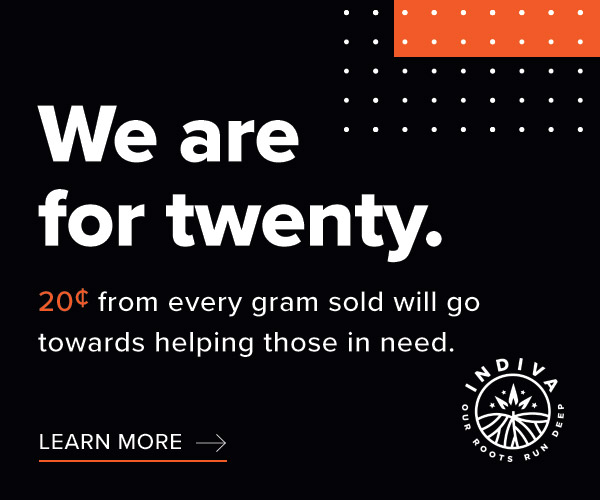 We are
for twenty.
20¢ from every gram sold will go
towards helping those in need.
INDIVA
OUR ROOTS RUN DEEP
LEARN MORE